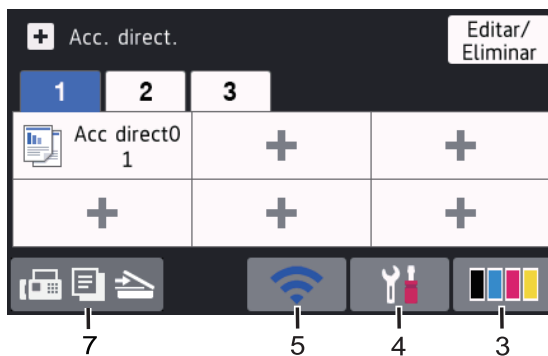 Acc. direct.
Editar/
Eliminar
1 2 3
Acc direct0
1
7 5 4 3